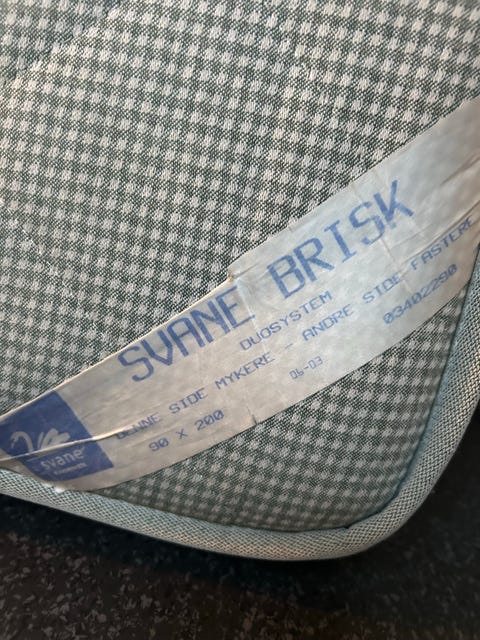 SVANE BRISK
DUOSYSTEM
DENNE SIDE MYKERE - ANDRE SIDE FASTERE
90 X 200
06-03
03402290
svane